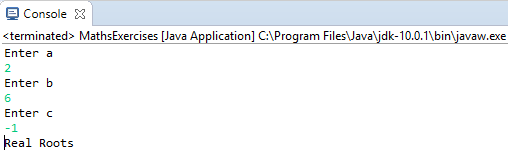 Console
<terminated> MathsExercises [Java Application] C:\Program Files\Java\jdk-10.0.1\bin\javaw.exe
Enter a
2
Enter b
6
Enter c
-1
Real Roots